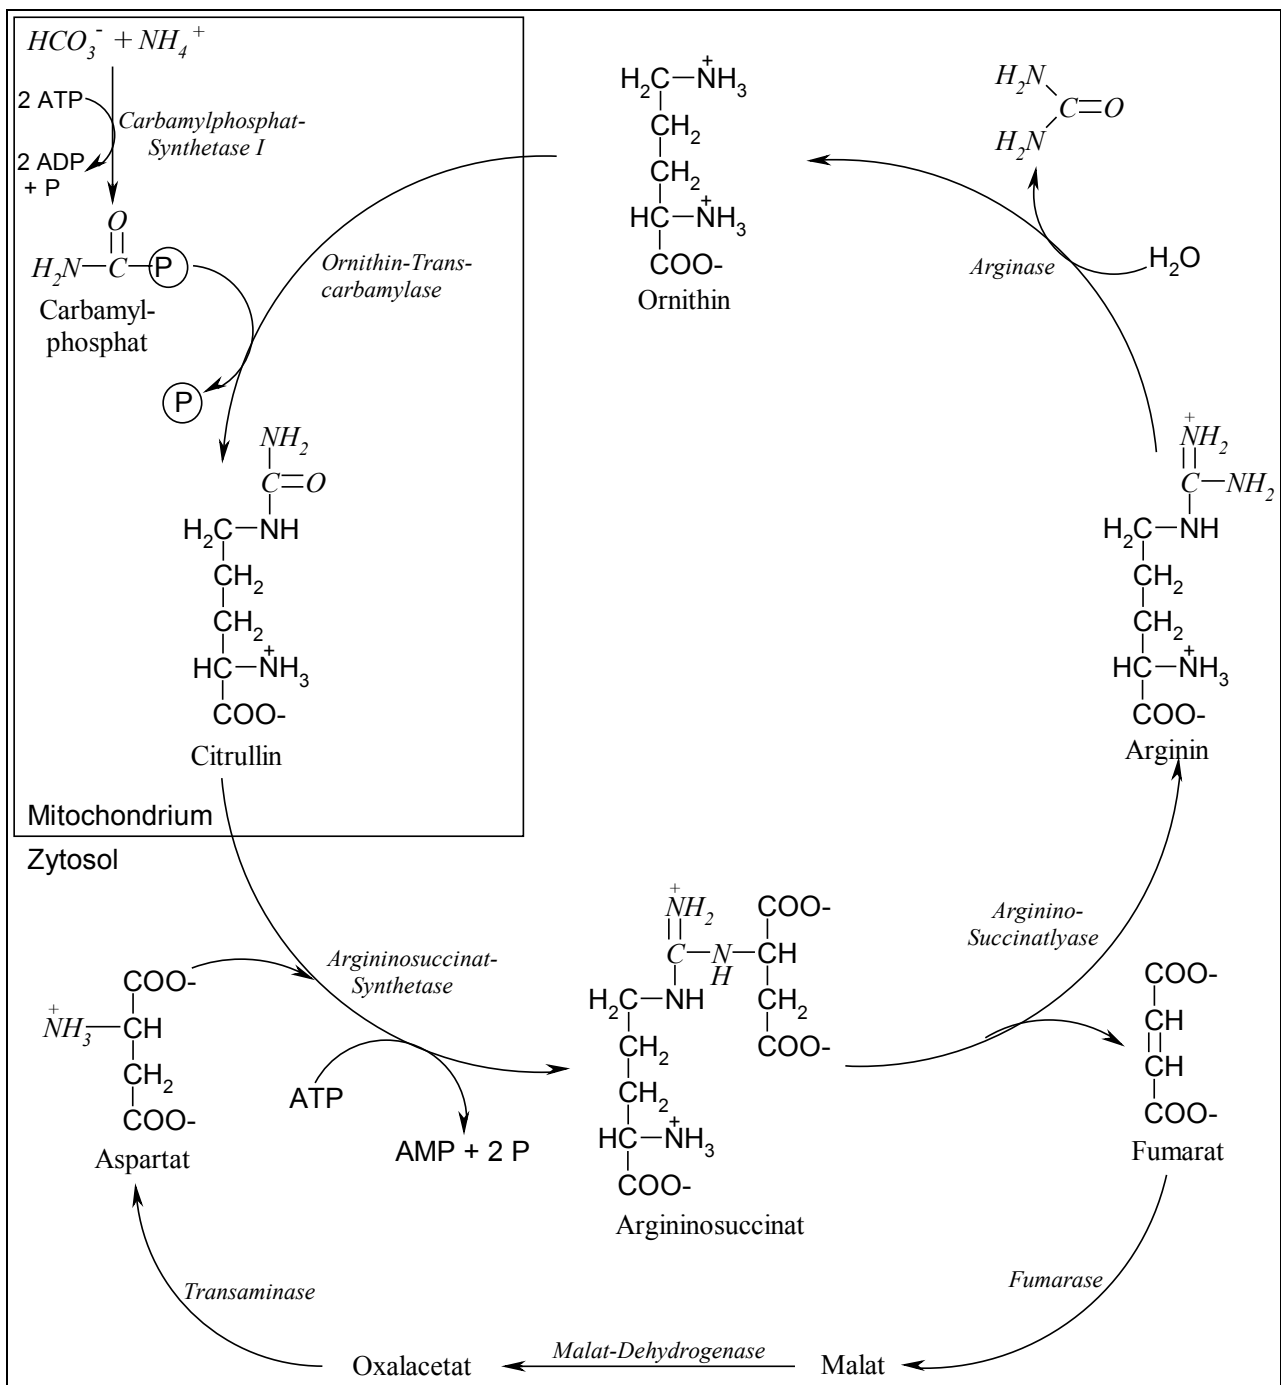 HCO3- + NH4+
2 ATP
Carbamylphosphat-
Synthetase I
2 ADP
+ P
O
H2N—C—P
Carbamyl-
phosphat
P
Ornithin-Trans-
carbamylase
H2C—NH3+
CH2
CH2
HC—NH3+
COO-
Ornithin
H2N
C=O
H2N
Arginase
H2O
NH2
C=O
H2C—NH
CH2
CH2
HC—NH3+
COO-
Citrullin
Mitochondrium
Zytosol
+
NH2
C—NH2
H2C—NH
CH2
CH2
HC—NH3+
COO-
Arginin
Argininosuccinat-
Synthetase
COO-
+
NH3—CH
CH2
COO-
Aspartat
ATP
AMP + 2 P
+
NH2 COO-
C—N—CH
H
H2C—NH CH2
CH2 COO-
CH2
HC—NH3+
COO-
Argininosuccinat
Arginino-
Succinatlyase
COO-
CH
CH
COO-
Fumarat
Transaminase
Fumarase
Oxalacetat
Malat-Dehydrogenase
Malat